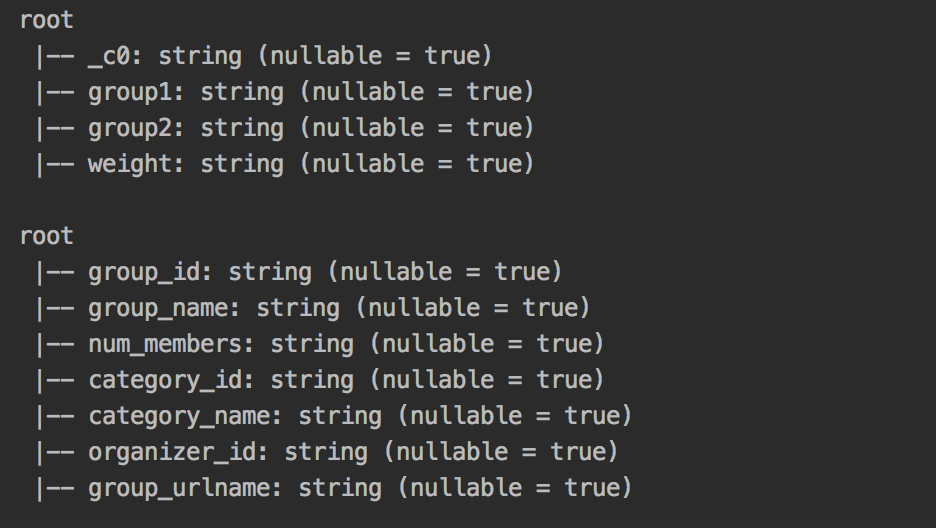 root
 |-- _c0: string (nullable = true)
 |-- group1: string (nullable = true)
 |-- group2: string (nullable = true)
 |-- weight: string (nullable = true)

root
 |-- group_id: string (nullable = true)
 |-- group_name: string (nullable = true)
 |-- num_members: string (nullable = true)
 |-- category_id: string (nullable = true)
 |-- category_name: string (nullable = true)
 |-- organizer_id: string (nullable = true)
 |-- group_urlname: string (nullable = true)